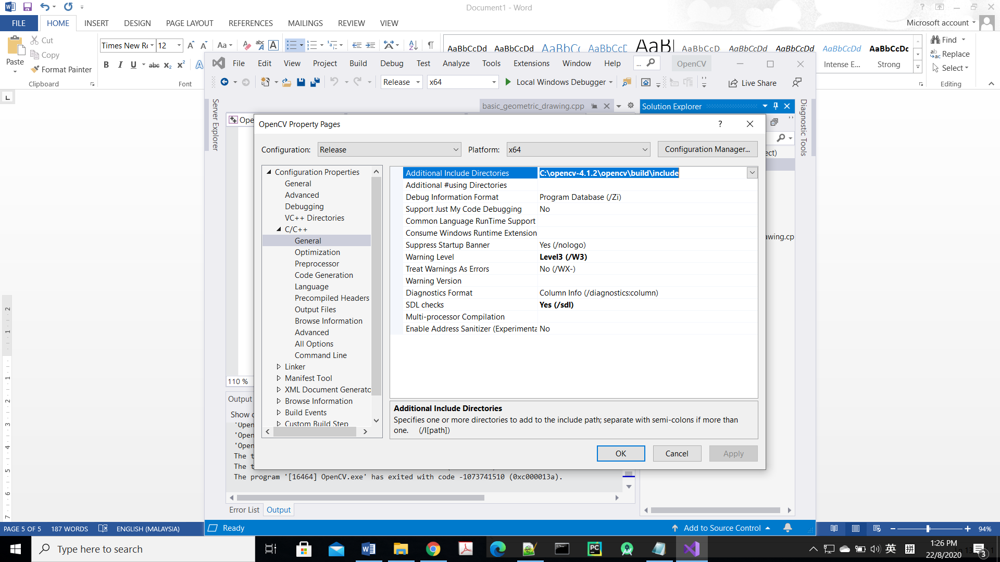 Document1 - Word
FILE HOME INSERT DESIGN PAGE LAYOUT REFERENCES MAILINGS REVIEW VIEW
Microsoft account
Paste
Cut
Copy
Format Painter
Clipboard
Times New Ro 12
Font
AaBbCcDd AaBbCcDd AaBbC AaBbCcD AaB AaBbCcD AaBbCcDd AaBbCcDd AaBbCcDd AaBbCcDc
Intense E... Strong
Find
Replace
Select
Editing
File Edit View Project Build Debug Test Analyze Tools Extensions Window Help ... OpenCV
Release x64 Local Windows Debugger Live Share
Server Explorer
basic_geometric_drawing.cpp
Solution Explorer
Diagnostic Tools
Ope
ect)
awing.cp
OpenCV Property Pages
Configuration: Release Platform: x64 Configuration Manager...
Configuration Properties
General
Advanced
Debugging
VC++ Directories
C/C++
General
Optimization
Preprocessor
Code Generation
Language
Precompiled Headers
Output Files
Browse Information
Advanced
All Options
Command Line
Linker
Manifest Tool
XML Document Generato
Browse Information
Build Events
Custom Build Step
Additional Include Directories C:\opencv-4.1.2\opencv\build\include
Additional #using Directories
Debug Information Format Program Database (/Zi)
Support Just My Code Debugging No
Common Language RunTime Support
Consume Windows Runtime Extension
Suppress Startup Banner Yes (/nologo)
Warning Level Level3 (/W3)
Treat Warnings As Errors No (/WX-)
Warning Version
Diagnostics Format Column Info (/diagnostics:column)
SDL checks Yes (/sdl)
Multi-processor Compilation
Enable Address Sanitizer (Experimenta No
Additional Include Directories
Specifies one or more directories to add to the include path; separate with semi-colons if more than
one. (/I[path])
OK Cancel Apply
110 %
Output
Show o
'Open
'Open
'Open
The t
The t
The program '[16464] OpenCV.exe' has exited with code -1073741510 (0xc000013a).
Error List Output
Ready Add to Source Control
PAGE 5 OF 5 187 WORDS ENGLISH (MALAYSIA) 94%
Type here to search
英 拼
1:26 PM
22/8/2020
3